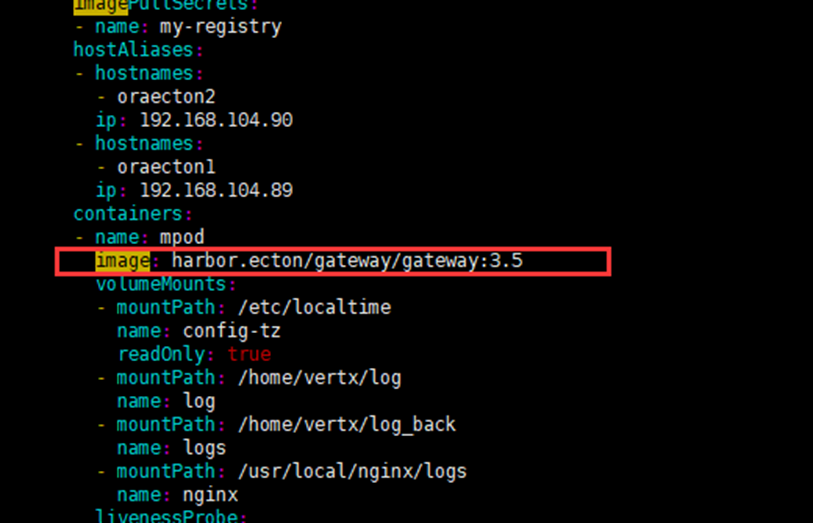 imagePullSecrets:
- name: my-registry
hostAliases:
- hostnames:
- oraecton2
ip: 192.168.104.90
- hostnames:
- oraecton1
ip: 192.168.104.89
containers:
- name: mpod
image: harbor.ecton/gateway/gateway:3.5
volumeMounts:
- mountPath: /etc/localtime
name: config-tz
readOnly: true
- mountPath: /home/vertx/log
name: log
- mountPath: /home/vertx/log_back
name: logs
- mountPath: /usr/local/nginx/logs
name: nginx
livenessProbe: